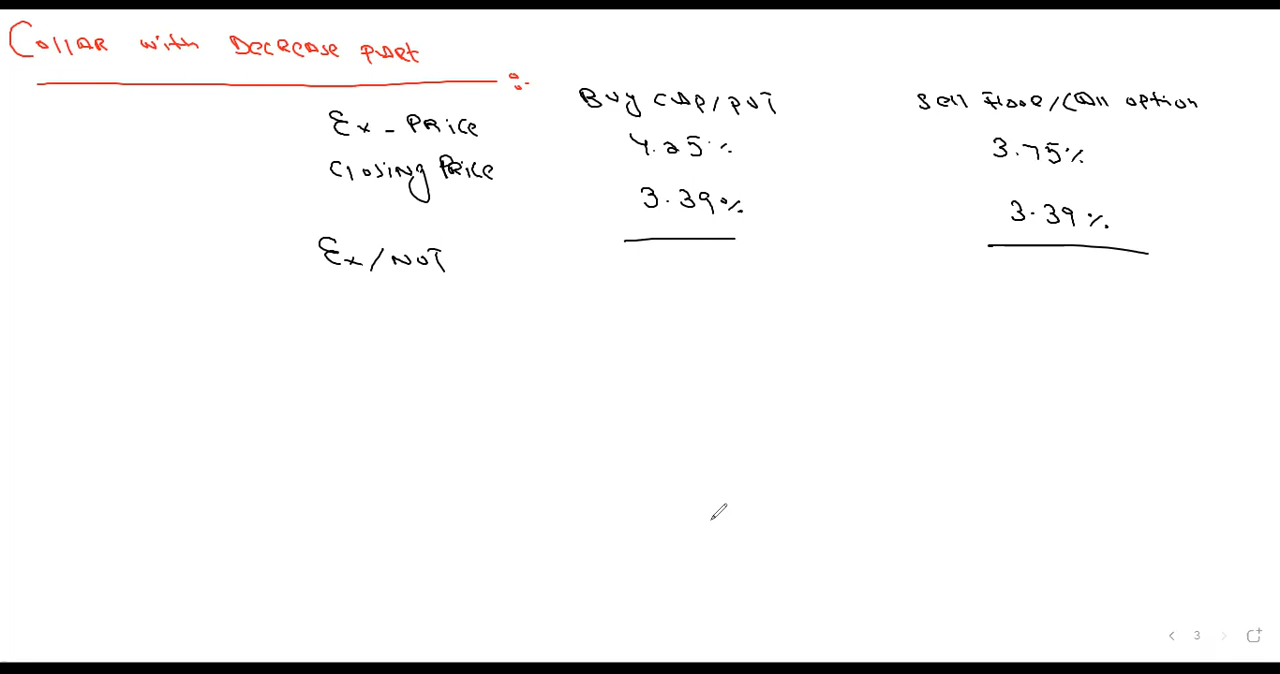 Collar with Decrease part :-
Buy cap/put
Sell Floor/call option
Ex-Price 4.25% 3.75%
Closing Price 3.39% 3.39%
Ex/Not
3